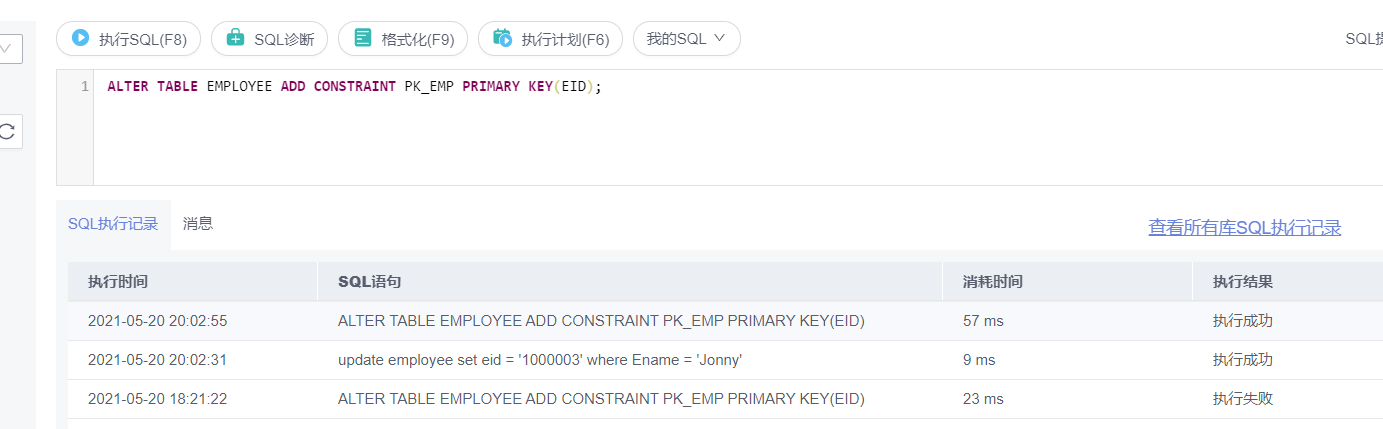 执行SQL(F8) SQL诊断 格式化(F9) 执行计划(F6) 我的SQL
1 ALTER TABLE EMPLOYEE ADD CONSTRAINT PK_EMP PRIMARY KEY(EID);
SQL执行记录 消息 查看所有库SQL执行记录
执行时间 SQL语句 消耗时间 执行结果
2021-05-20 20:02:55 ALTER TABLE EMPLOYEE ADD CONSTRAINT PK_EMP PRIMARY KEY(EID) 57 ms 执行成功
2021-05-20 20:02:31 update employee set eid = '1000003' where Ename = 'Jonny' 9 ms 执行成功
2021-05-20 18:21:22 ALTER TABLE EMPLOYEE ADD CONSTRAINT PK_EMP PRIMARY KEY(EID) 23 ms 执行失败